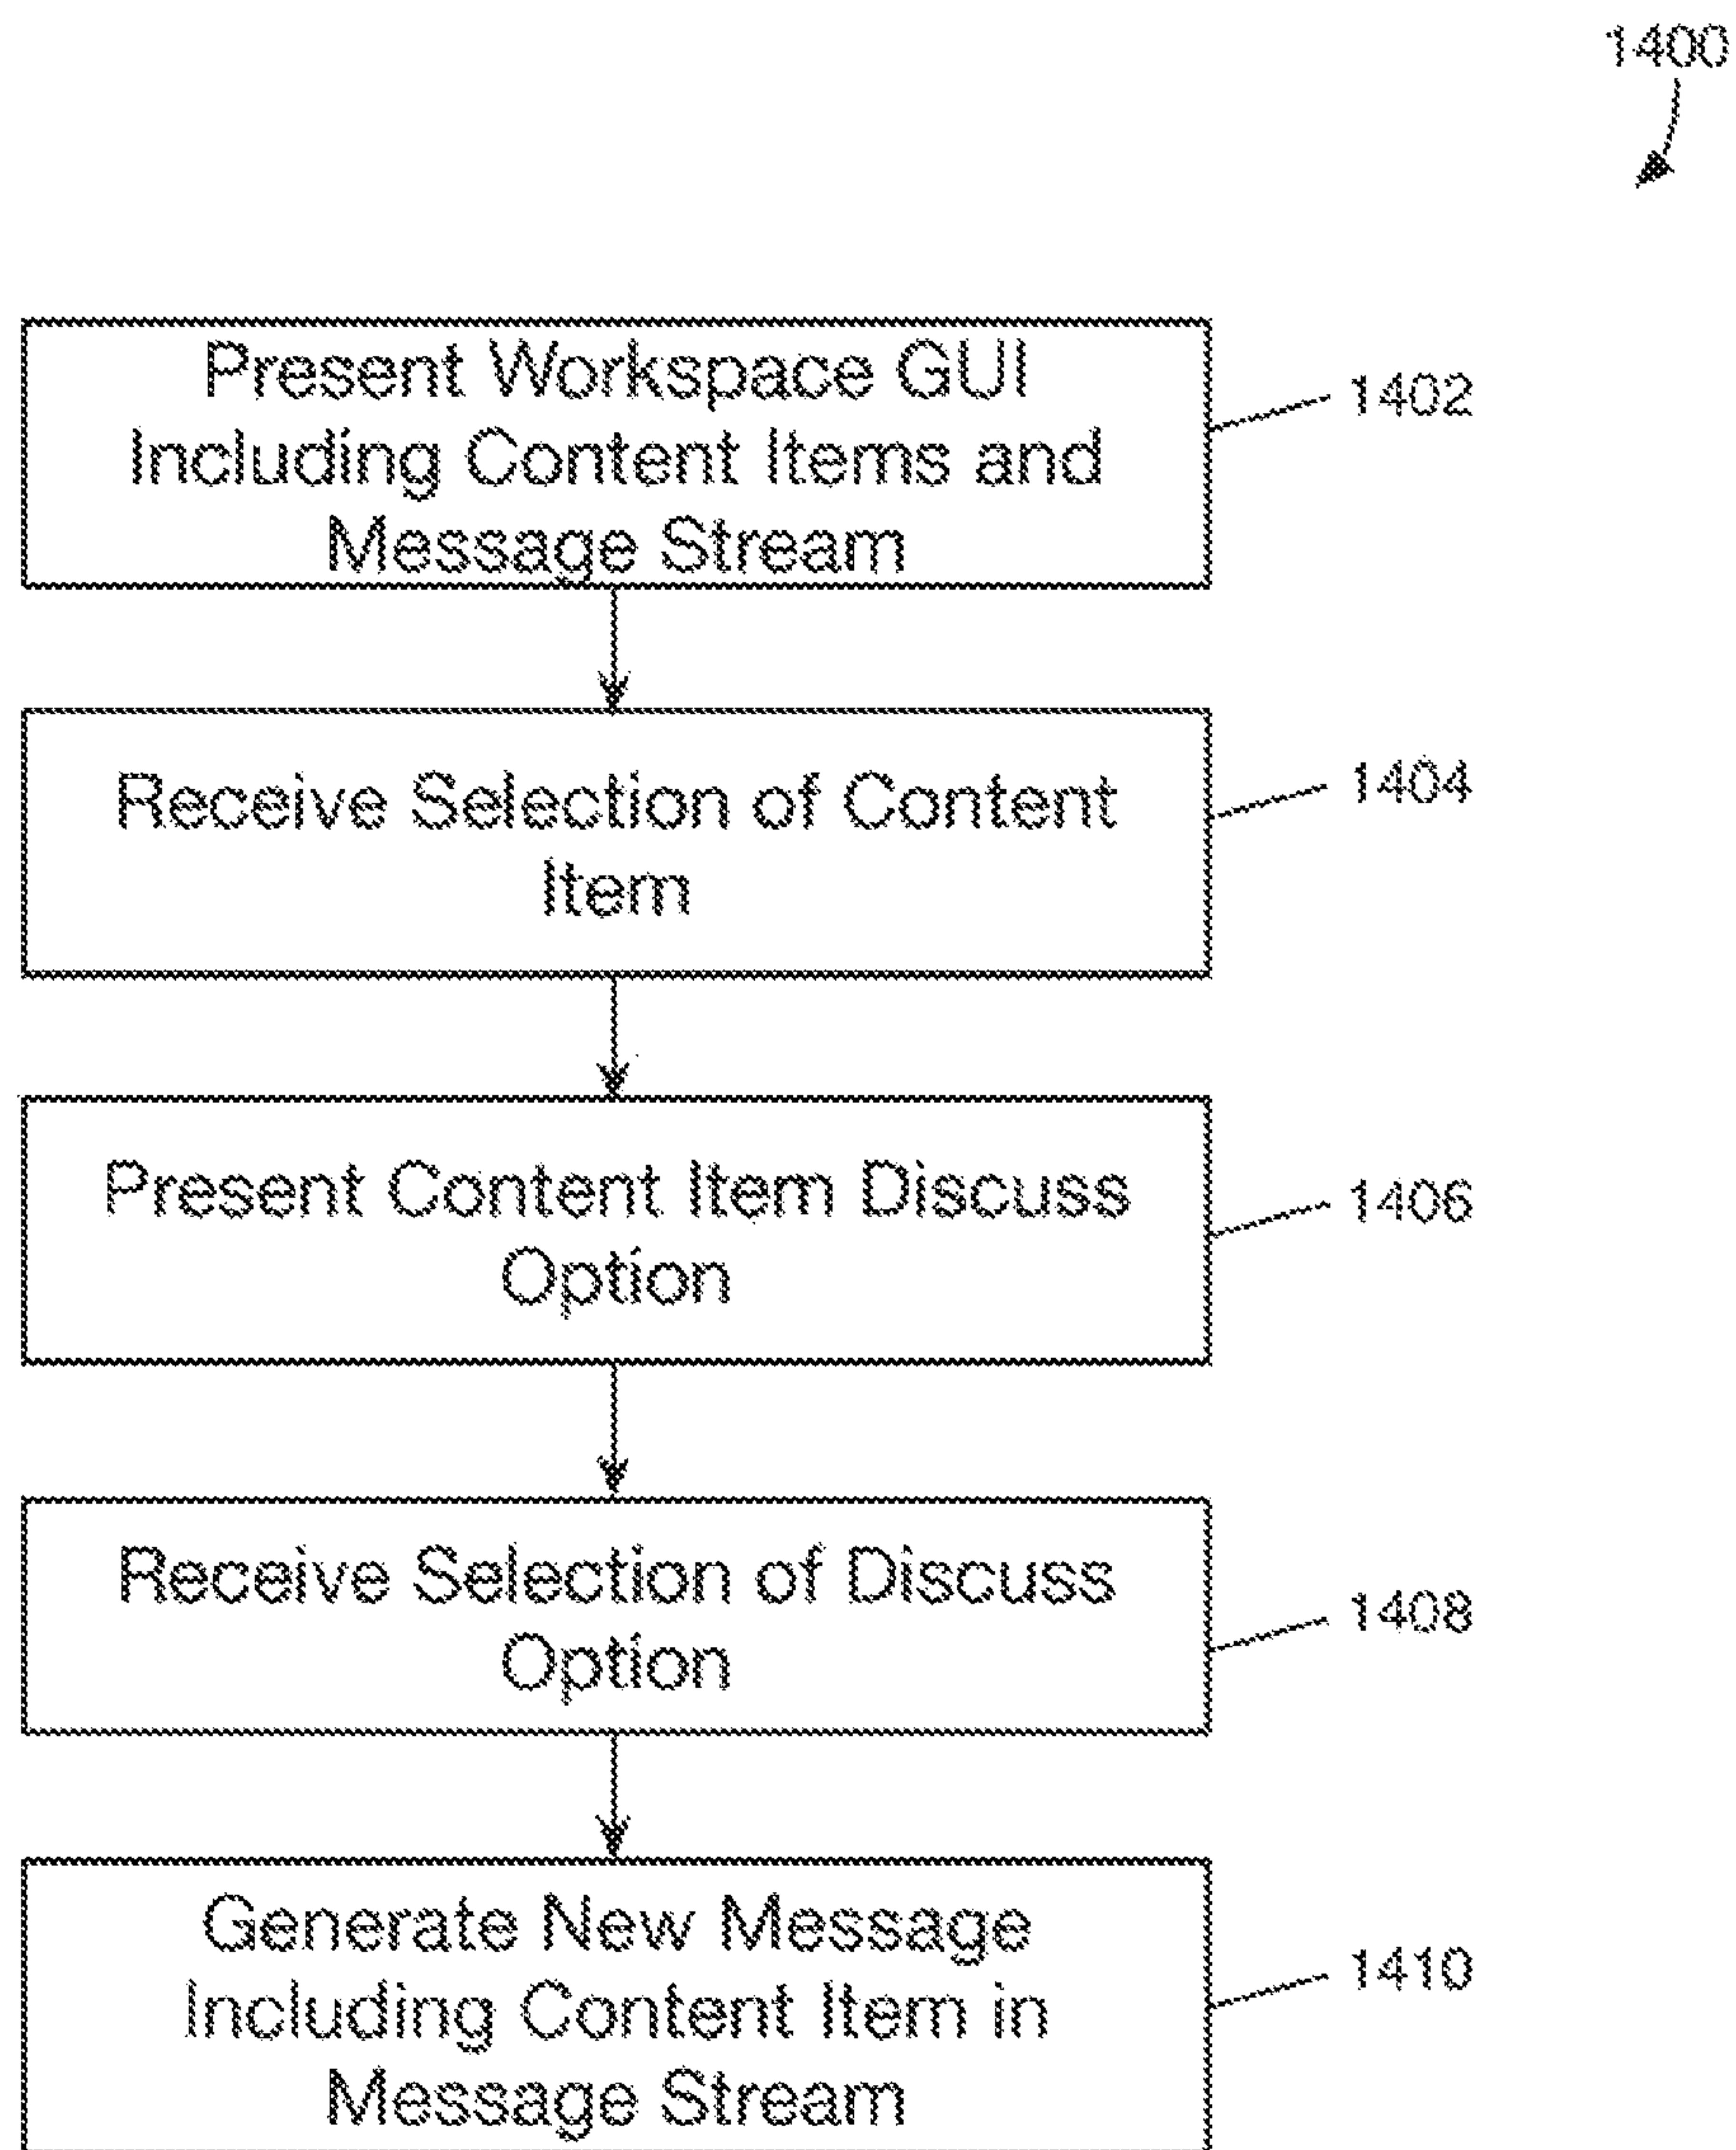 1400
Present Workspace GUI
Including Content Items and
Message Stream
1402
Receive Selection of Content
Item
1404
Present Content Item Discuss
Option
1406
Receive Selection of Discuss
Option
1408
Generate New Message
Including Content Item in
Message Stream
1410